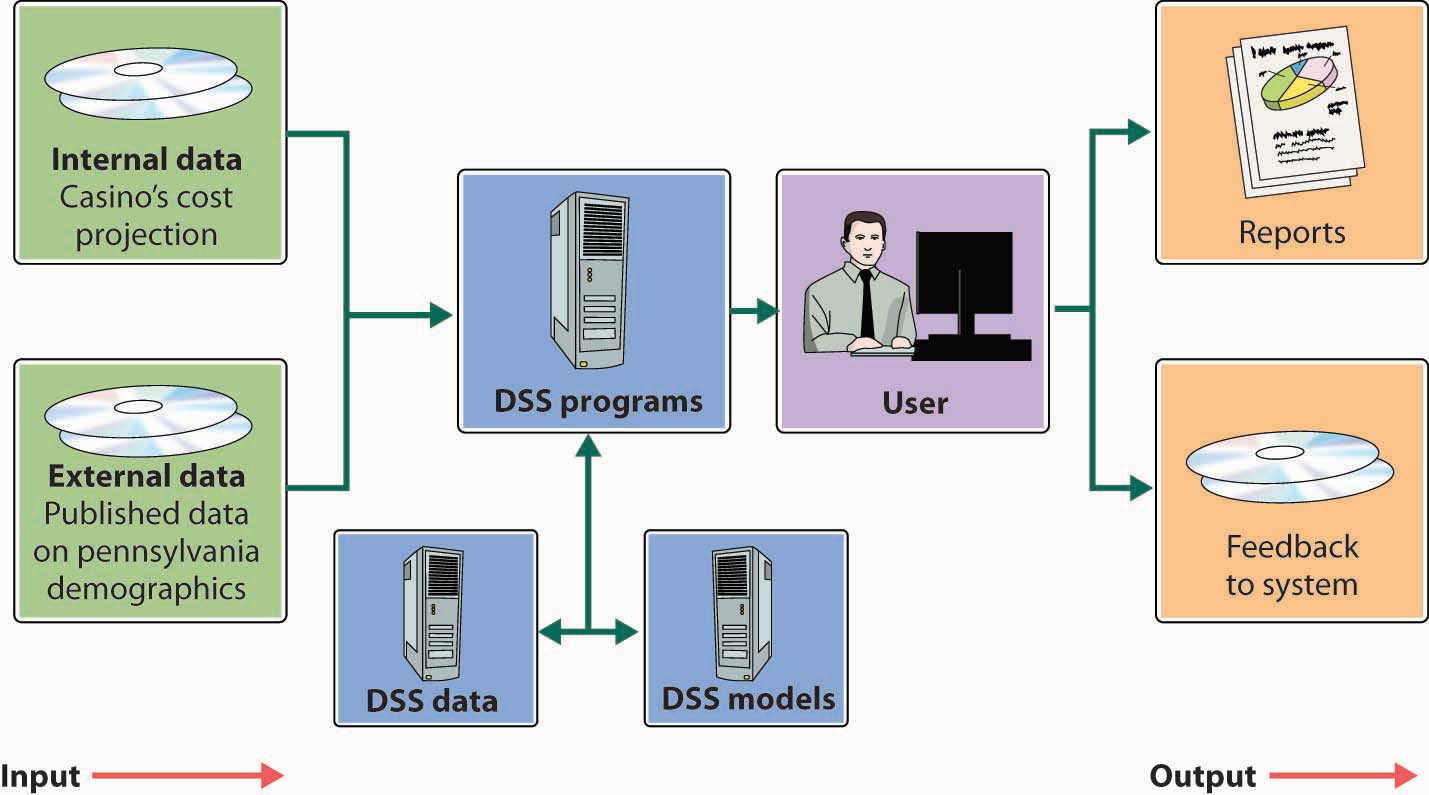 Internal data
Casino's cost
projection
External data
Published data
on pennsylvania
demographics
DSS programs
DSS data
DSS models
User
Reports
Feedback
to system
Input
Output